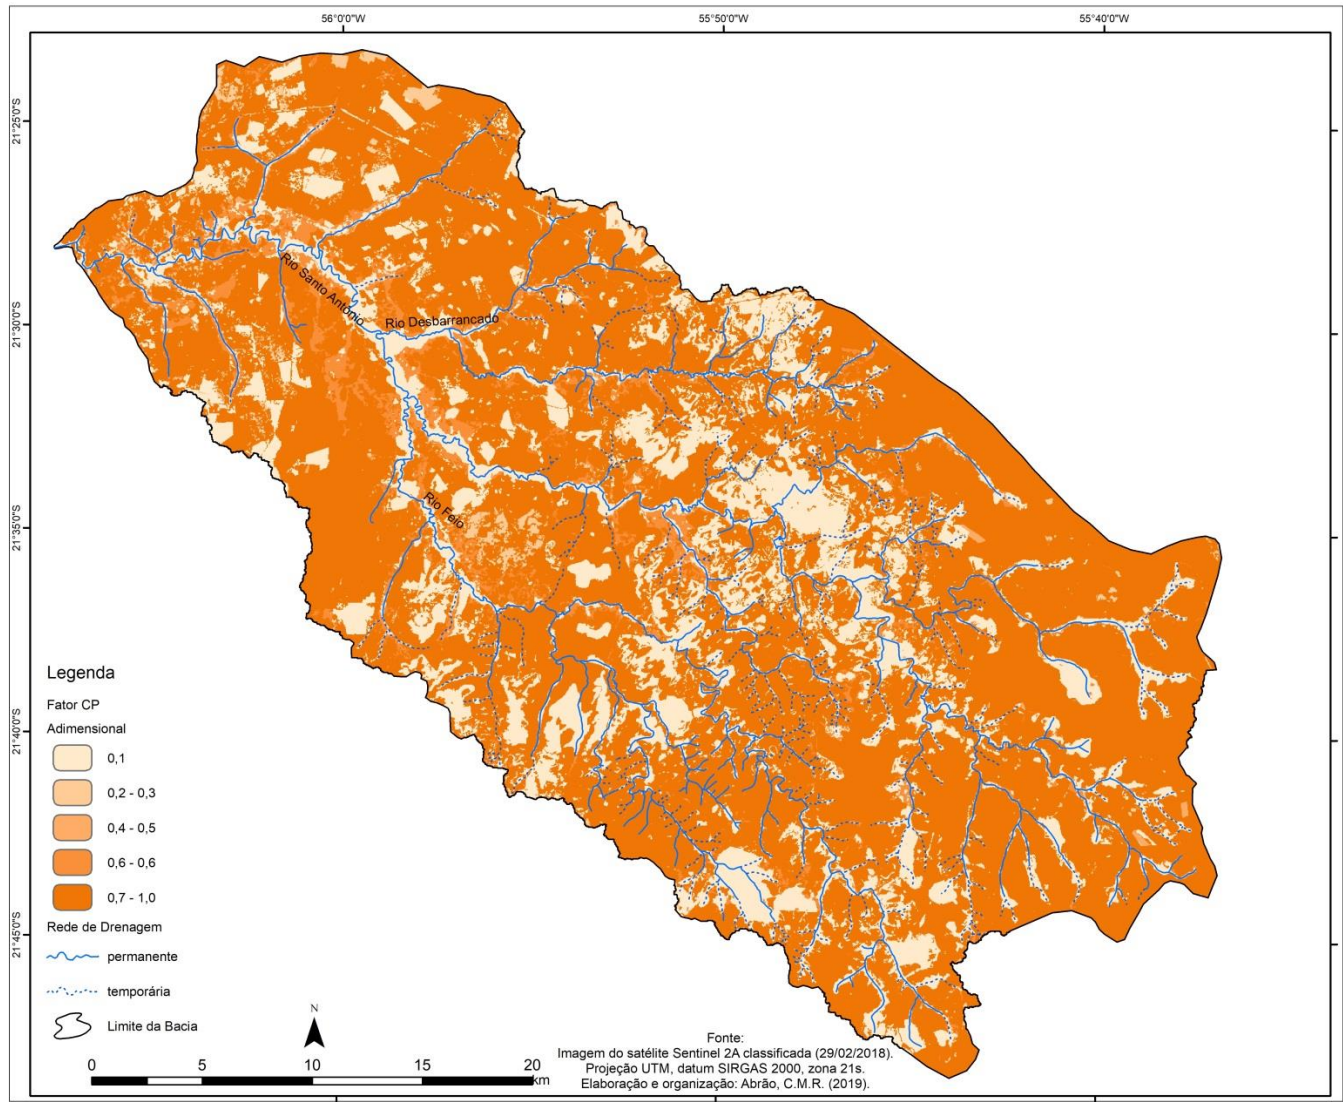 56°0'0"W
55°50'0"W
55°40'0"W
21°25'0"S
21°30'0"S
21°35'0"S
21°40'0"S
21°45'0"S
Rio Santo Antônio
Rio Desbarrancado
Rio Feio
Legenda
Fator CP
Adimensional
0,1
0,2 - 0,3
0,4 - 0,5
0,6 - 0,6
0,7 - 1,0
Rede de Drenagem
permanente
temporária
Limite da Bacia
N
0 5 10 15 20
km
Fonte:
Imagem do satélite Sentinel 2A classificada (29/02/2018).
Projeção UTM, datum SIRGAS 2000, zona 21s.
Elaboração e organização: Abrão, C.M.R. (2019).